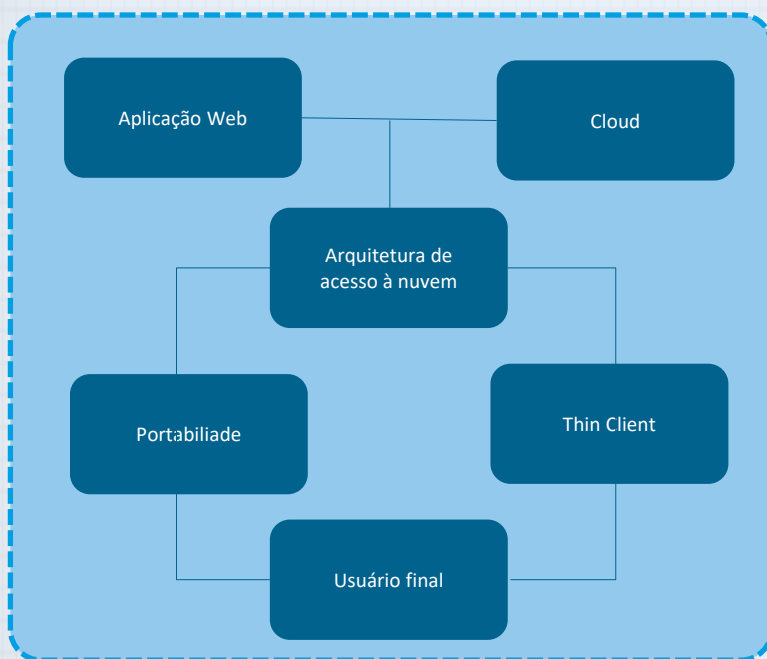 Aplicação Web
Cloud
Arquitetura de
acesso à nuvem
Portabiliade
Thin Client
Usuário final